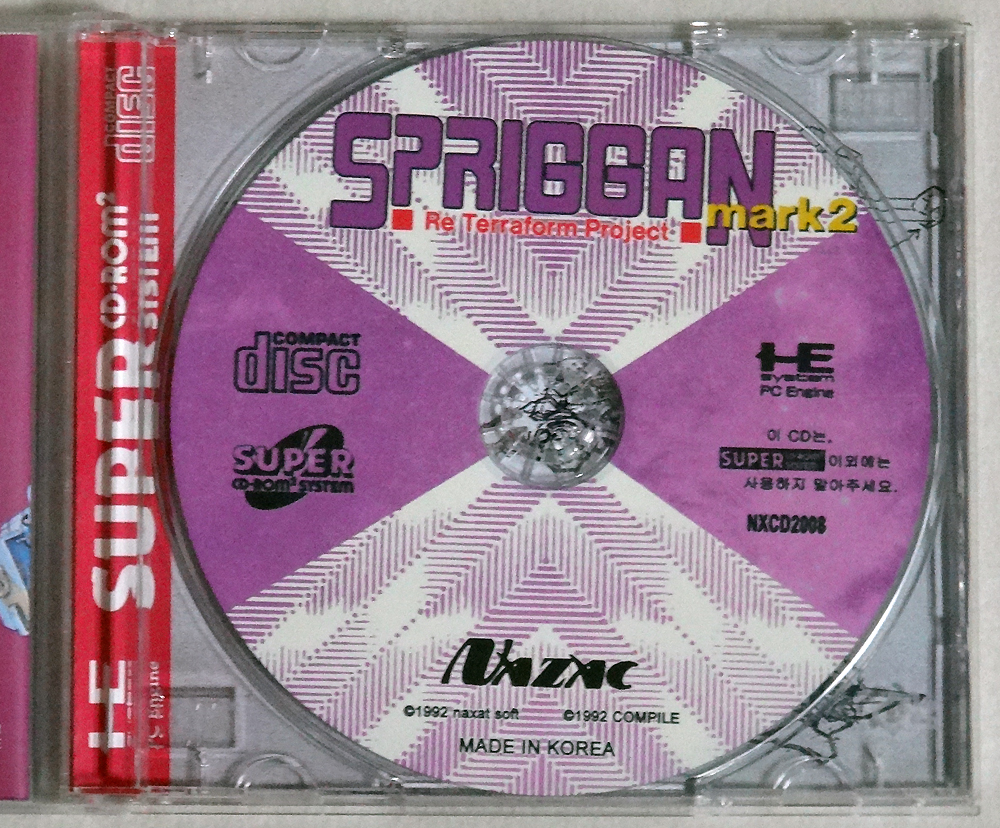 COMPACT
disc
HE SUPER CD-ROM² SYSTEM
SPRIGGAN
mark2
Re Terraform Project
COMPACT
disc
SUPER
CD-ROM² SYSTEM
HE
system
PC Engine
이 CD는,
SUPER 이외에는
사용하지 말아주세요.
NXCD2008
NAZAC
©1992 naxat soft ©1992 COMPILE
MADE IN KOREA